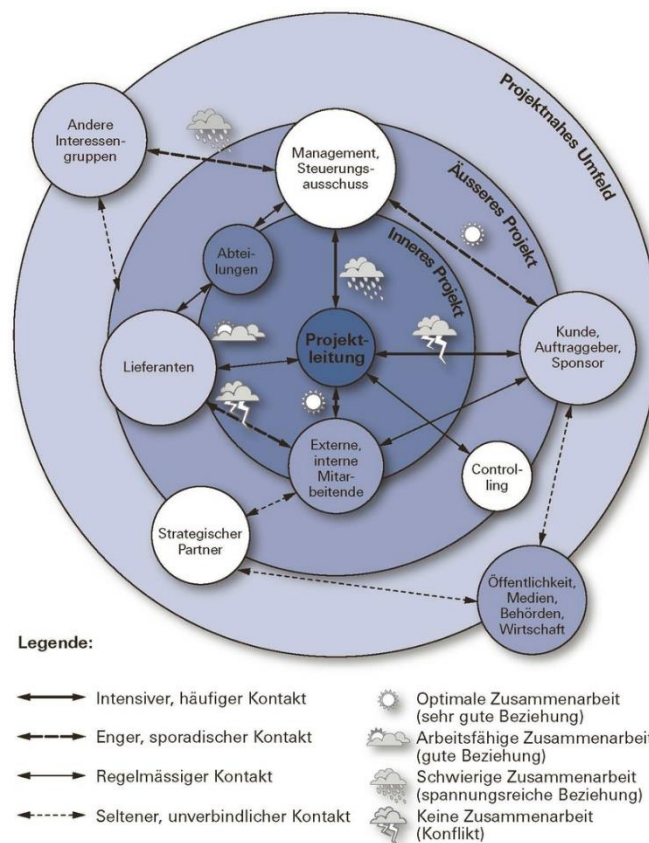 Projektnahes Umfeld
Äusseres Projekt
Inneres Projekt
Andere
Interessen-
gruppen
Management,
Steuerungs-
ausschuss
Abtei-
lungen
Projekt-
leitung
Kunde,
Auftraggeber,
Sponsor
Lieferanten
Externe,
interne
Mitar-
beitende
Control-
ling
Strategischer
Partner
Öffentlichkeit,
Medien,
Behörden,
Wirtschaft
Legende:
Intensiver, häufiger Kontakt
Enger, sporadischer Kontakt
Regelmässiger Kontakt
Seltener, unverbindlicher Kontakt
Optimale Zusammenarbeit
(sehr gute Beziehung)
Arbeitsfähige Zusammenarbeit
(gute Beziehung)
Schwierige Zusammenarbeit
(spannungsreiche Beziehung)
Keine Zusammenarbeit
(Konflikt)